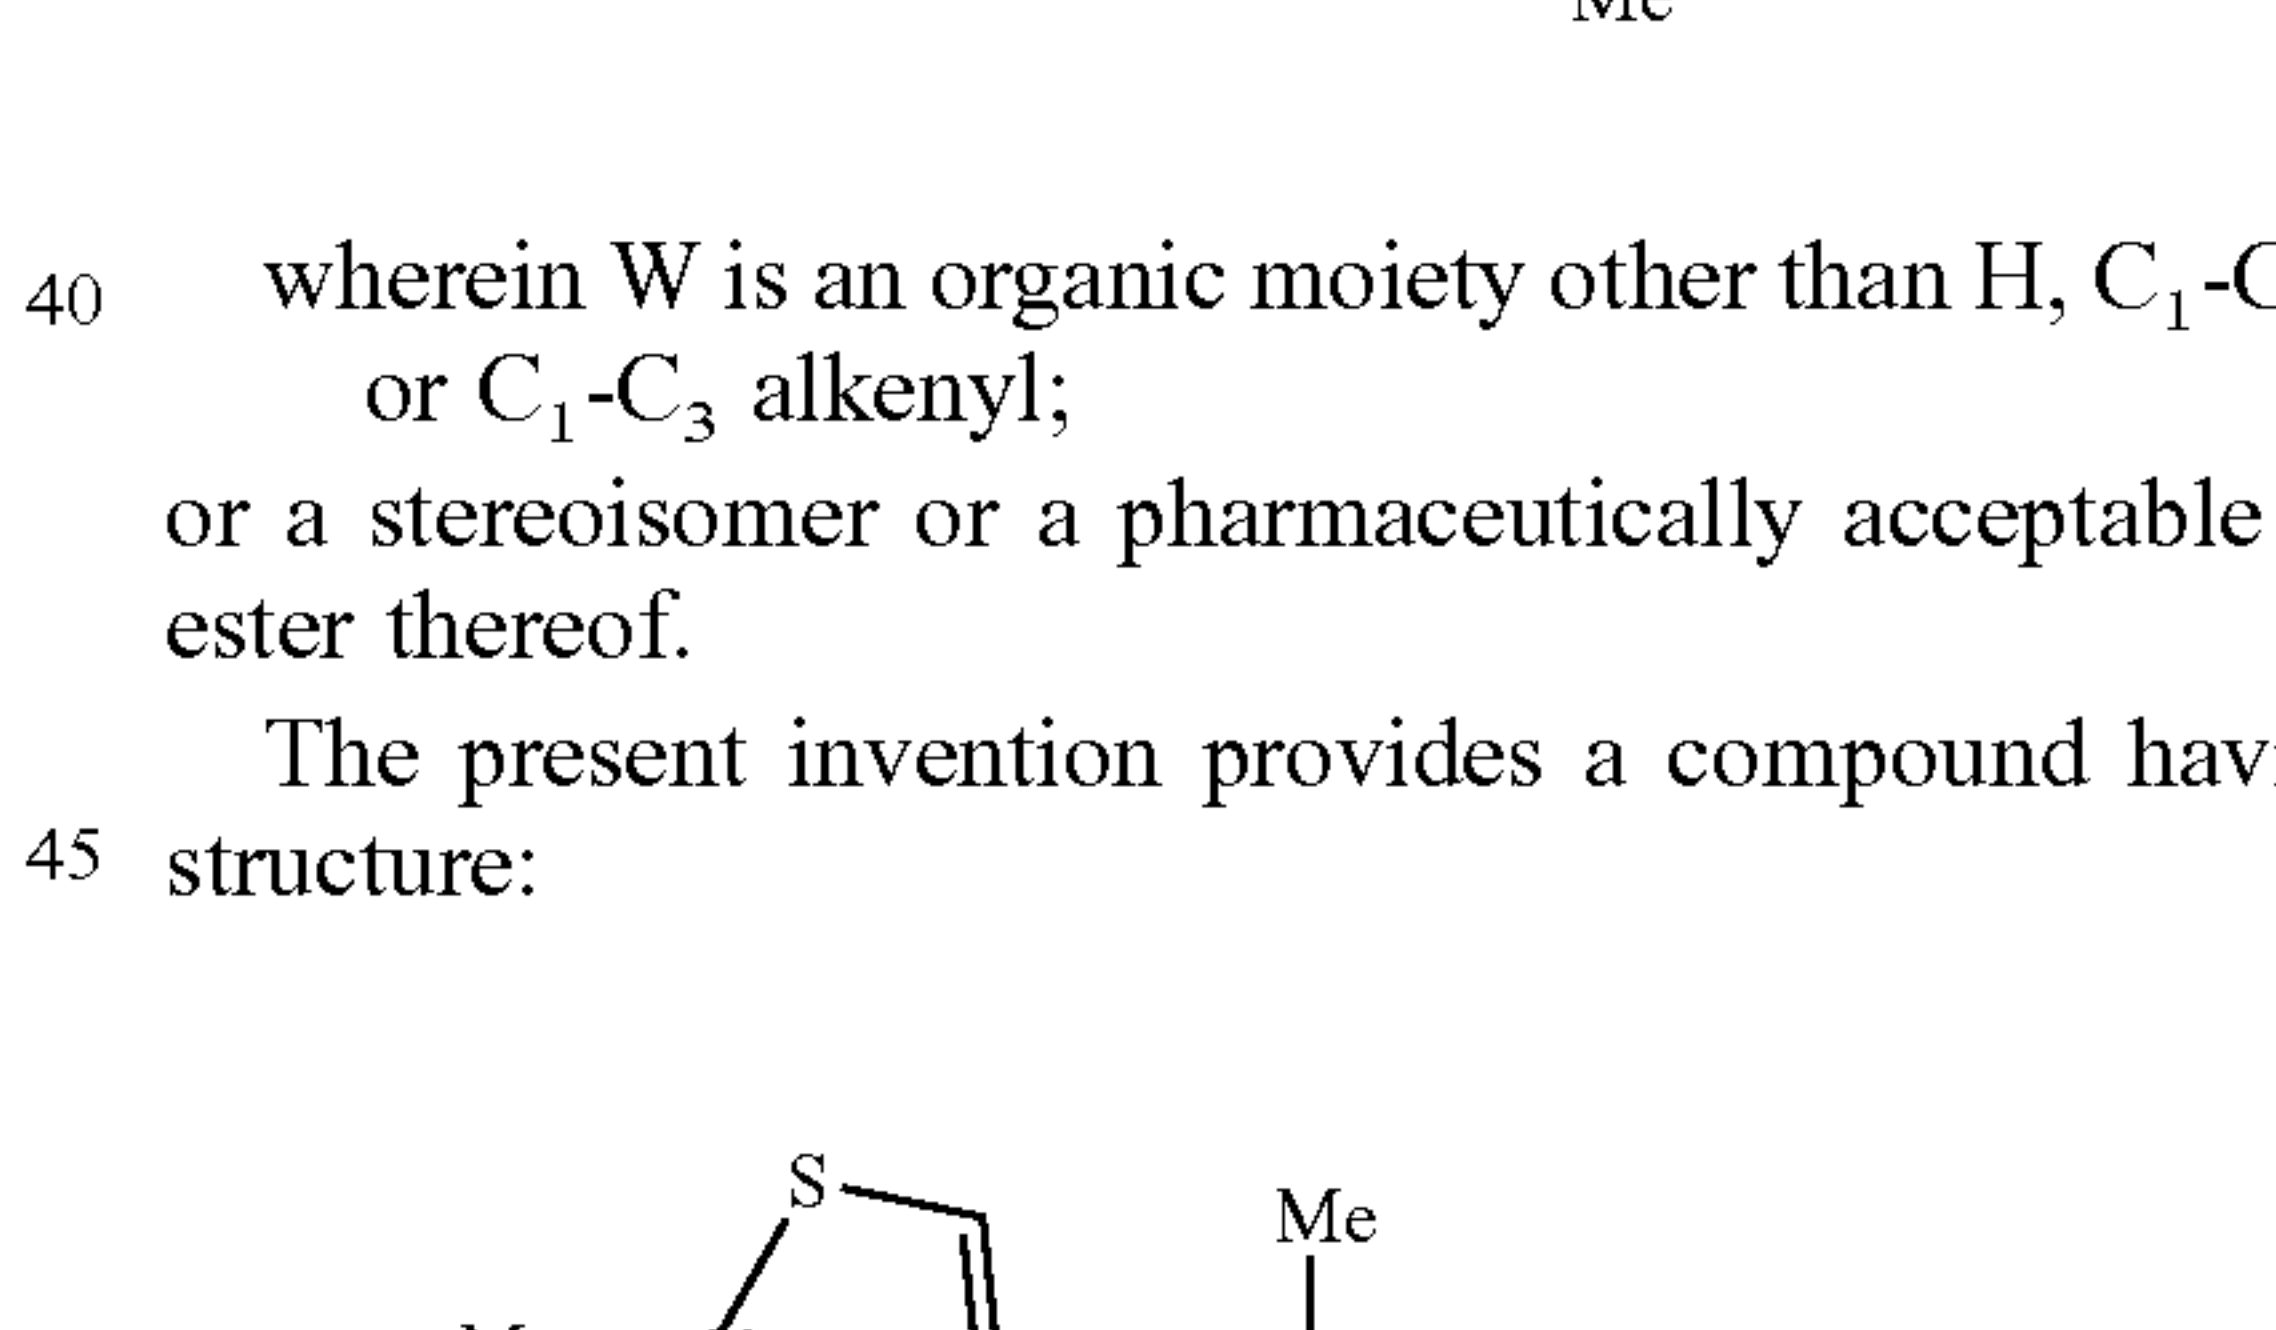 Me
40 wherein W is an organic moiety other than H, C₁-C
or C₁-C₃ alkenyl;
or a stereoisomer or a pharmaceutically acceptable
ester thereof.
The present invention provides a compound
45 structure:
S
Me